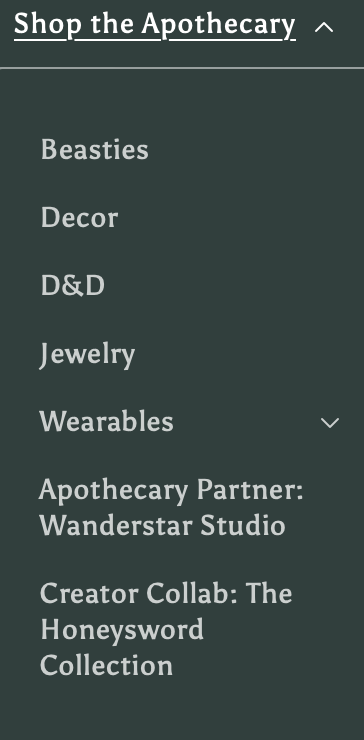 Shop the Apothecary
Beasties
Decor
D&D
Jewelry
Wearables
Apothecary Partner:
Wanderstar Studio
Creator Collab: The
Honeysword
Collection